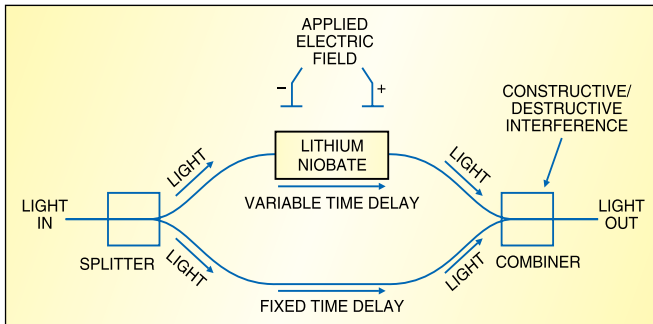 APPLIED
ELECTRIC
FIELD
−
+
CONSTRUCTIVE/
DESTRUCTIVE
INTERFERENCE
LIGHT
LITHIUM
NIOBATE
LIGHT
VARIABLE TIME DELAY
LIGHT
IN
LIGHT
OUT
SPLITTER
LIGHT
LIGHT
COMBINER
FIXED TIME DELAY